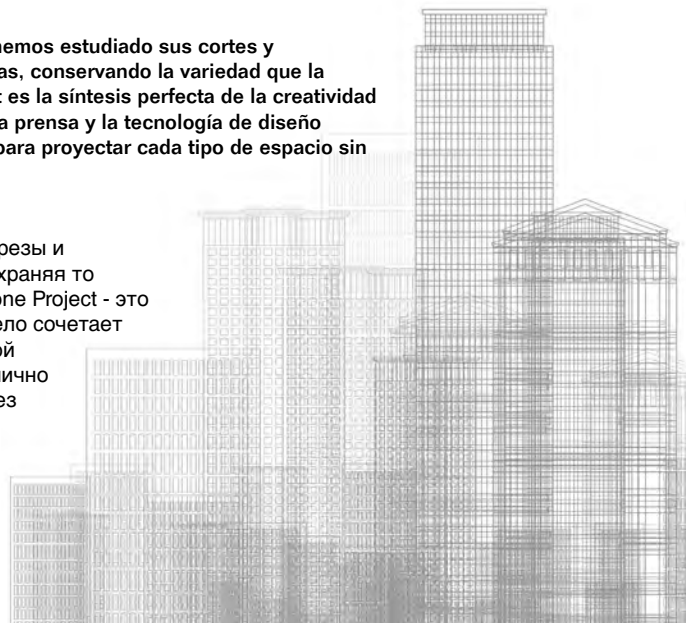 hemos estudiado sus cortes y
as, conservando la variedad que la
t es la síntesis perfecta de la creatividad
a prensa y la tecnología de diseño
para proyectar cada tipo de espacio sin
резы и
храняя то
one Project - это
ело сочетает
ой
лично
ез